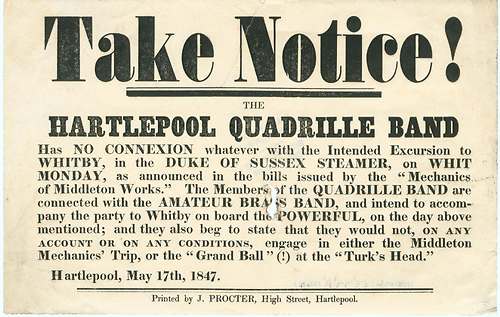 Take Notice!
THE
HARTLEPOOL QUADRILLE BAND
Has NO CONNEXION whatever with the Intended Excursion to
WHITBY, in the DUKE OF SUSSEX STEAMER, on WHIT
MONDAY, as announced in the bills issued by the "Mechanics
of Middleton Works." The Members of the QUADRILLE BAND are
connected with the AMATEUR BRASS BAND, and intend to accom-
pany the party to Whitby on board the POWERFUL, on the day above
mentioned; and they also beg to state that they would not, ON ANY
ACCOUNT OR ON ANY CONDITIONS, engage in either the Middleton
Mechanics' Trip, or the "Grand Ball" (!) at the "Turk's Head."
Hartlepool, May 17th, 1847.
Printed by J. PROCTER, High Street, Hartlepool.